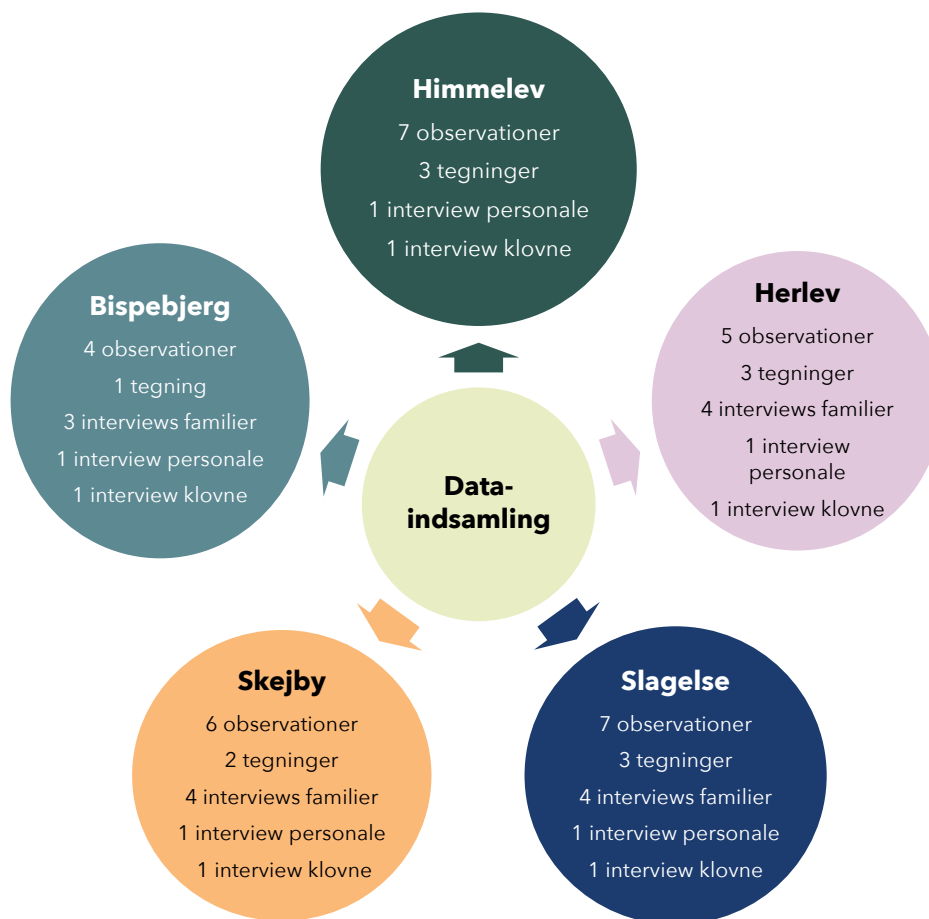 Himmelev
7 observationer
3 tegninger
1 interview personale
1 interview klovne
Bispebjerg
4 observationer
1 tegning
3 interviews familier
1 interview personale
1 interview klovne
Herlev
5 observationer
3 tegninger
4 interviews familier
1 interview
personale
1 interview klovne
Data-
indsamling
Skejby
6 observationer
2 tegninger
4 interviews familier
1 interview personale
1 interview klovne
Slagelse
7 observationer
3 tegninger
4 interviews familier
1 interview personale
1 interview klovne